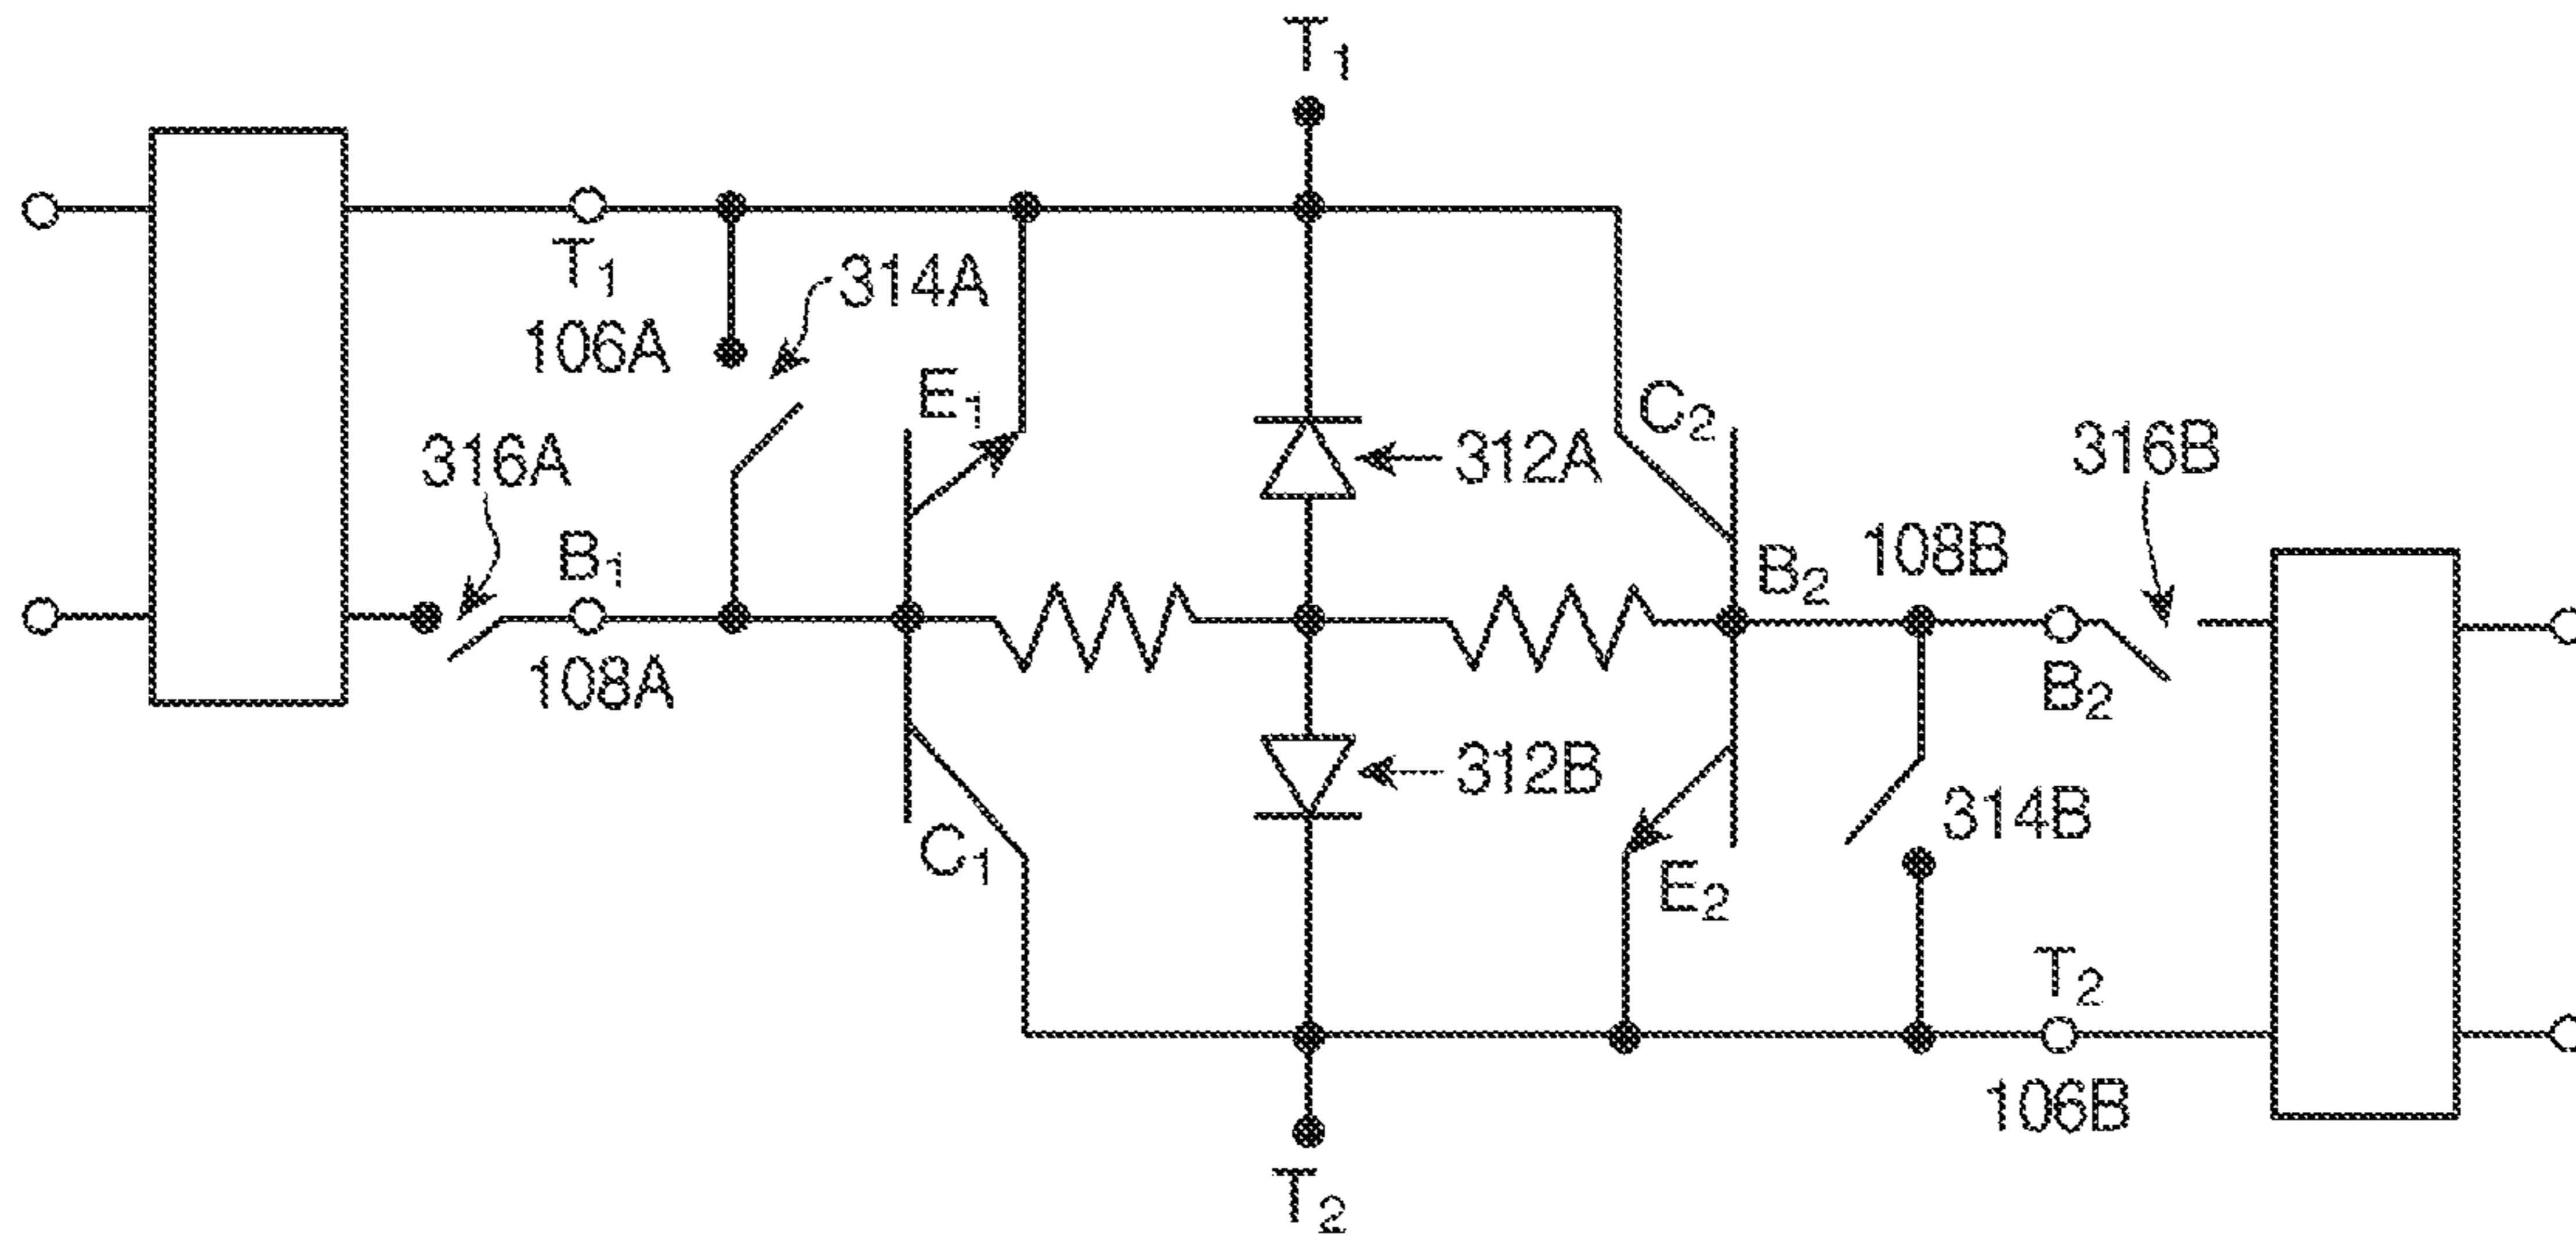 T₁
T₁
106A
314A
E₁
C₂
316A
312A
316B
B₁
108B
B₂
108A
B₂
312B
314B
C₁
E₂
T₂
106B
T₂